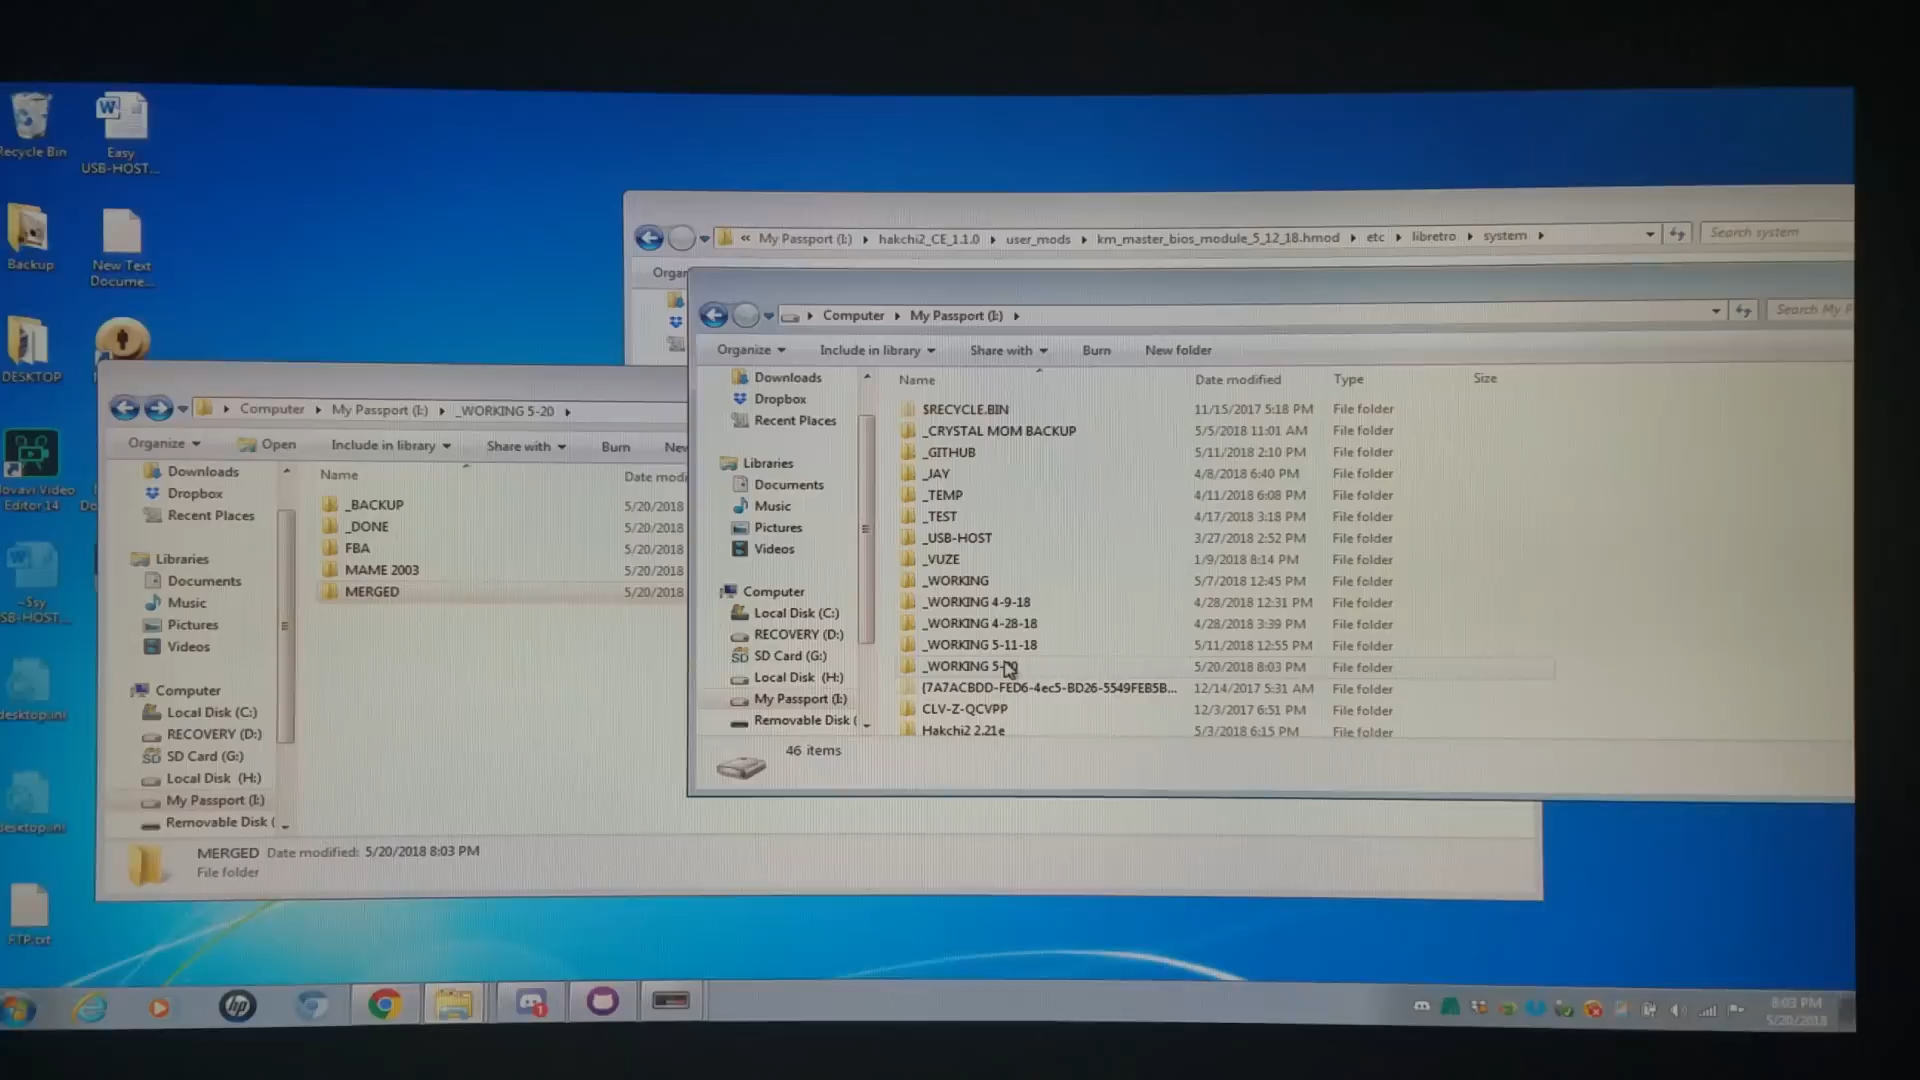 Recycle Bin
Easy
USB-HOST...
Backup
New Text
Docume...
DESKTOP
Movavi Video
Editor 14
desktop.ini
desktop.ini
FTP.txt
« My Passport (I:) ▸ hakchi2_CE_1.1.0 ▸ user_mods ▸ km_master_bios_module_5_12_18.hmod ▸ etc ▸ libretro ▸ system ▸
Search system
Computer ▸ My Passport (I:) ▸
Search My P
Organize Include in library Share with Burn New folder
Downloads
Dropbox
Recent Places
Libraries
Documents
Music
Pictures
Videos
Computer
Local Disk (C:)
RECOVERY (D:)
SD Card (G:)
Local Disk (H:)
My Passport (I:)
Removable Disk (
Name Date modified Type Size
$RECYCLE.BIN 11/15/2017 5:18 PM File folder
_CRYSTAL MOM BACKUP 5/5/2018 11:01 AM File folder
_GITHUB 5/11/2018 2:10 PM File folder
_JAY 4/8/2018 6:40 PM File folder
_TEMP 4/11/2018 6:08 PM File folder
_TEST 4/17/2018 3:18 PM File folder
_USB-HOST 3/27/2018 2:52 PM File folder
_VUZE 1/9/2018 8:14 PM File folder
_WORKING 5/7/2018 12:45 PM File folder
_WORKING 4-9-18 4/28/2018 12:31 PM File folder
_WORKING 4-28-18 4/28/2018 3:39 PM File folder
_WORKING 5-11-18 5/11/2018 12:55 PM File folder
_WORKING 5-20 5/20/2018 8:03 PM File folder
{7A7ACBDD-FED6-4ec5-BD26-5549FEB5B... 12/14/2017 5:31 AM File folder
CLV-Z-QCVPP 12/3/2017 6:51 PM File folder
Hakchi2 2.21e 5/3/2018 6:15 PM File folder
46 items
Computer ▸ My Passport (I:) ▸ _WORKING 5-20 ▸
Organize Open Include in library Share with Burn New
Downloads
Dropbox
Recent Places
Libraries
Documents
Music
Pictures
Videos
Computer
Local Disk (C:)
RECOVERY (D:)
SD Card (G:)
Local Disk (H:)
My Passport (I:)
Removable Disk (
Name Date modi
_BACKUP 5/20/2018
_DONE 5/20/2018
FBA 5/20/2018
MAME 2003 5/20/2018
MERGED 5/20/2018
MERGED Date modified: 5/20/2018 8:03 PM
File folder
hp
8:03 PM
5/20/2018